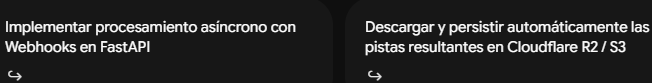 Implementar procesamiento asíncrono con
Webhooks en FastAPI
Descargar y persistir automáticamente las
pistas resultantes en Cloudflare R2 / S3